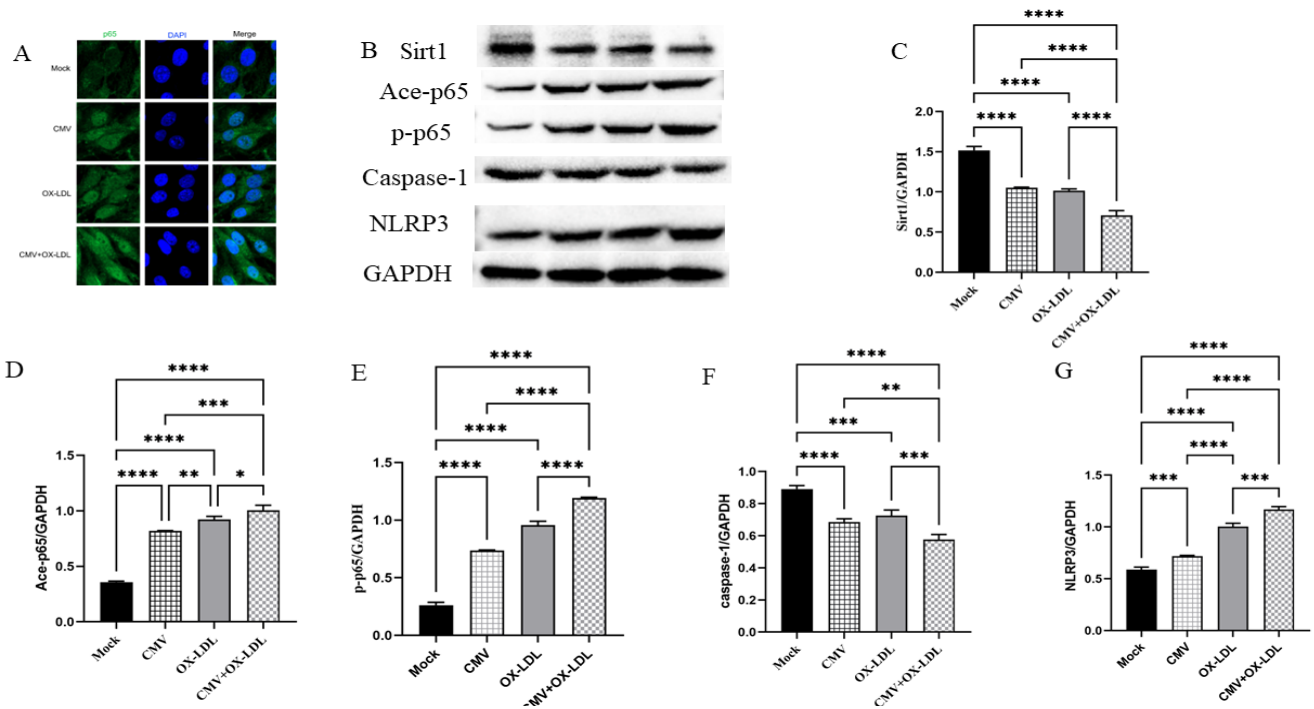 A
p65
DAPI
Merge
Mock
CMV
OX-LDL
CMV+OX-LDL
B
Sirt1
Ace-p65
p-p65
Caspase-1
NLRP3
GAPDH
C
****
****
****
****
****
Sirt1/GAPDH
2.0
1.5
1.0
0.5
0.0
Mock
CMV
OX-LDL
CMV+OX-LDL
D
****
***
****
****
**
*
Ace-p65/GAPDH
1.5
1.0
0.5
0.0
Mock
CMV
OX-LDL
CMV+OX-LDL
E
****
****
****
****
****
p-p65/GAPDH
1.5
1.0
0.5
0.0
Mock
CMV
OX-LDL
CMV+OX-LDL
F
****
**
***
****
***
caspase-1/GAPDH
1.0
0.8
0.6
0.4
0.2
0.0
Mock
CMV
OX-LDL
CMV+OX-LDL
G
****
****
****
****
***
***
NLRP3/GAPDH
1.5
1.0
0.5
0.0
Mock
CMV
OX-LDL
CMV+OX-LDL